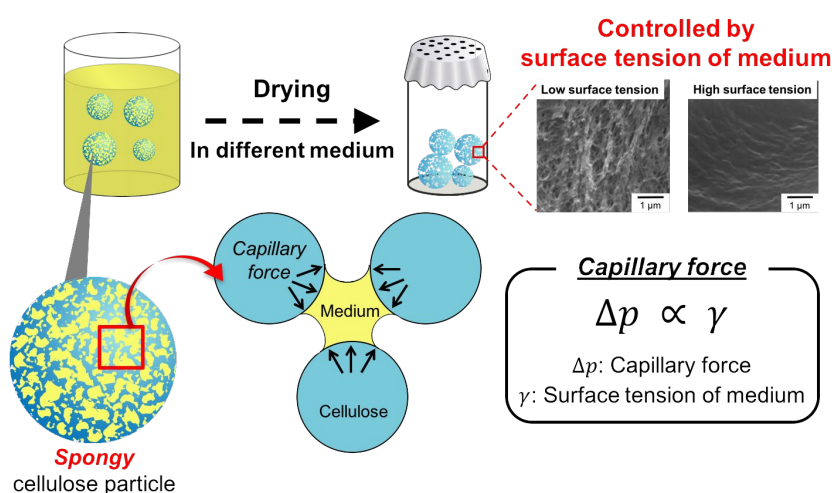 Controlled by
surface tension of medium
Drying
In different medium
Low surface tension
High surface tension
1 μm
1 μm
Capillary
force
Medium
Cellulose
Capillary force
Δp ∝ γ
Δp: Capillary force
γ: Surface tension of medium
Spongy
cellulose particle